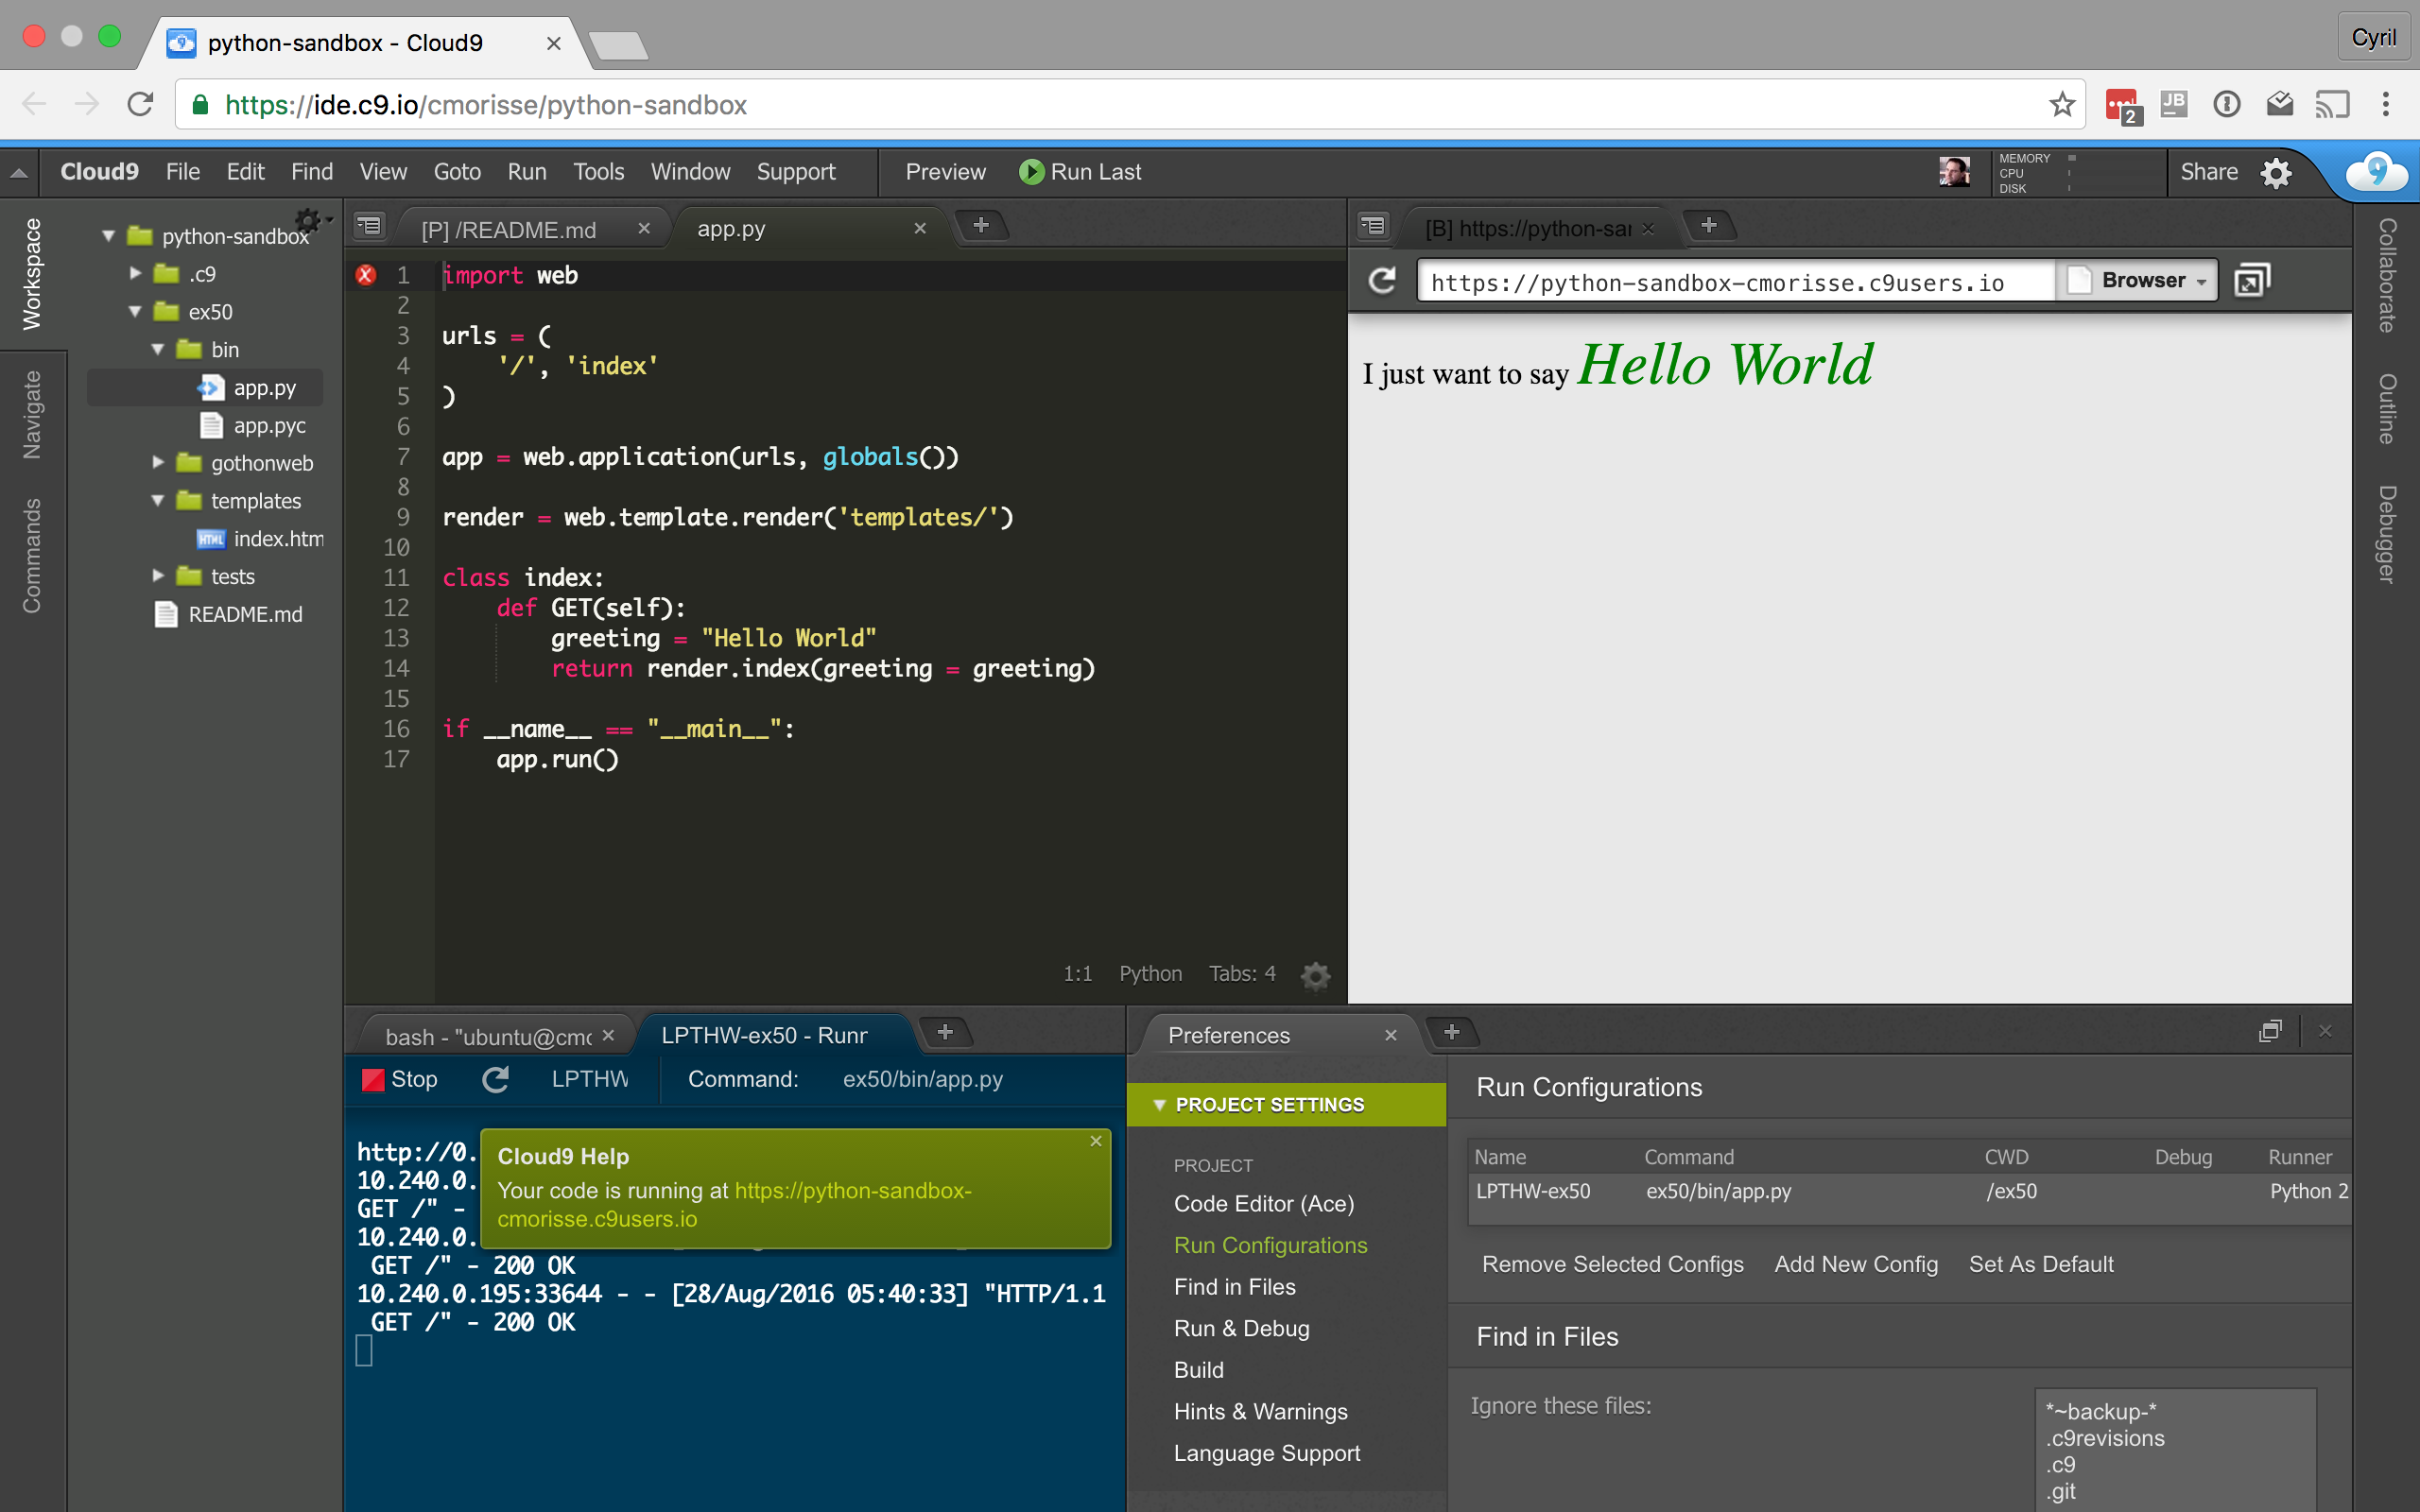 python-sandbox - Cloud9
Cyril
https://ide.c9.io/cmorisse/python-sandbox
2
JB
Cloud9 File Edit Find View Goto Run Tools Window Support Preview Run Last
MEMORY
CPU
DISK
Share
9
Workspace
Navigate
Commands
python-sandbox
.c9
ex50
bin
app.py
app.pyc
gothonweb
templates
HTML index.htm
tests
README.md
[P] /README.md
app.py
1 import web
2
3 urls = (
4 '/', 'index'
5 )
6
7 app = web.application(urls, globals())
8
9 render = web.template.render('templates/')
10
11 class index:
12 def GET(self):
13 greeting = "Hello World"
14 return render.index(greeting = greeting)
15
16 if __name__ == "__main__":
17 app.run()
1:1 Python Tabs: 4
[B] https://python-sar
https://python-sandbox-cmorisse.c9users.io
Browser
I just want to say Hello World
Collaborate
Outline
Debugger
bash - "ubuntu@cmo
LPTHW-ex50 - Runr
Stop LPTHW Command: ex50/bin/app.py
http://0.
10.240.0.
GET /" -
10.240.0.
GET /" - 200 OK
10.240.0.195:33644 - - [28/Aug/2016 05:40:33] "HTTP/1.1
GET /" - 200 OK
Cloud9 Help
Your code is running at https://python-sandbox-
cmorisse.c9users.io
Preferences
PROJECT SETTINGS
PROJECT
Code Editor (Ace)
Run Configurations
Find in Files
Run & Debug
Build
Hints & Warnings
Language Support
Run Configurations
Name Command CWD Debug Runner
LPTHW-ex50 ex50/bin/app.py /ex50 Python 2
Remove Selected Configs Add New Config Set As Default
Find in Files
Ignore these files:
*~backup-*
.c9revisions
.c9
.git